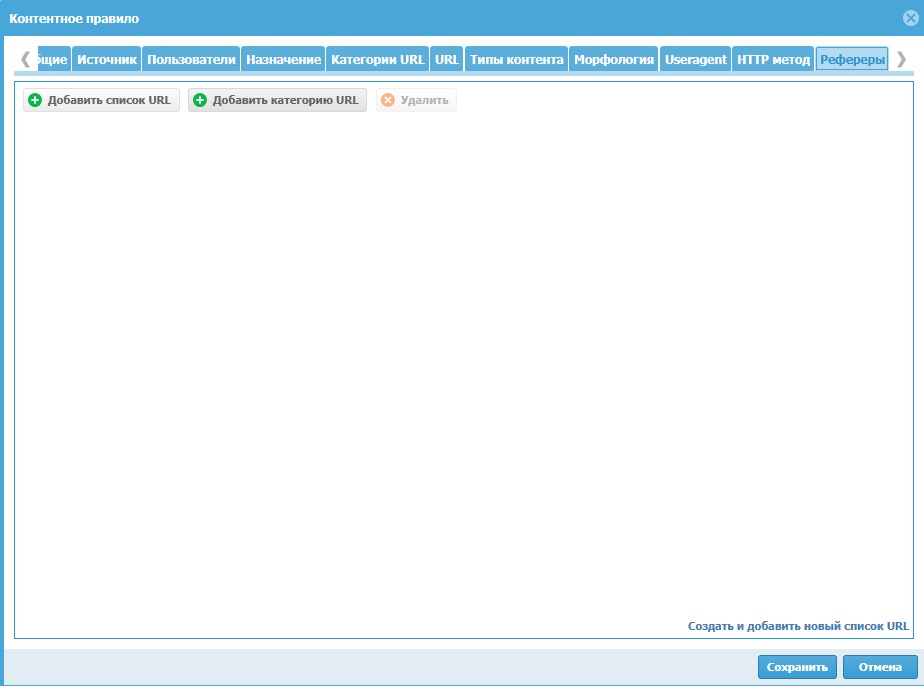 Контентное правило
бщие Источник Пользователи Назначение Категории URL URL Типы контента Морфология Useragent HTTP метод Рефереры
Добавить список URL Добавить категорию URL Удалить
Создать и добавить новый список URL
Сохранить Отмена